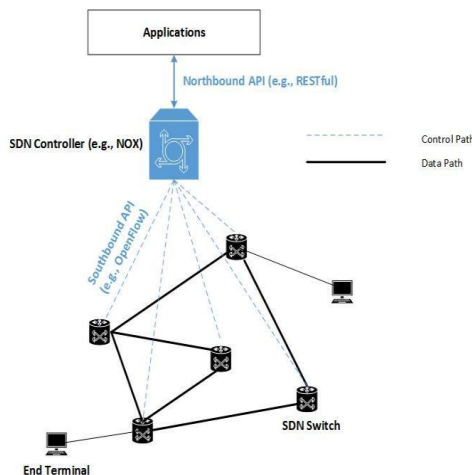 Applications
Northbound API (e.g., RESTful)
SDN Controller (e.g., NOX)
Control Path
Data Path
Southbound API
(e.g., OpenFlow)
SDN Switch
End Terminal